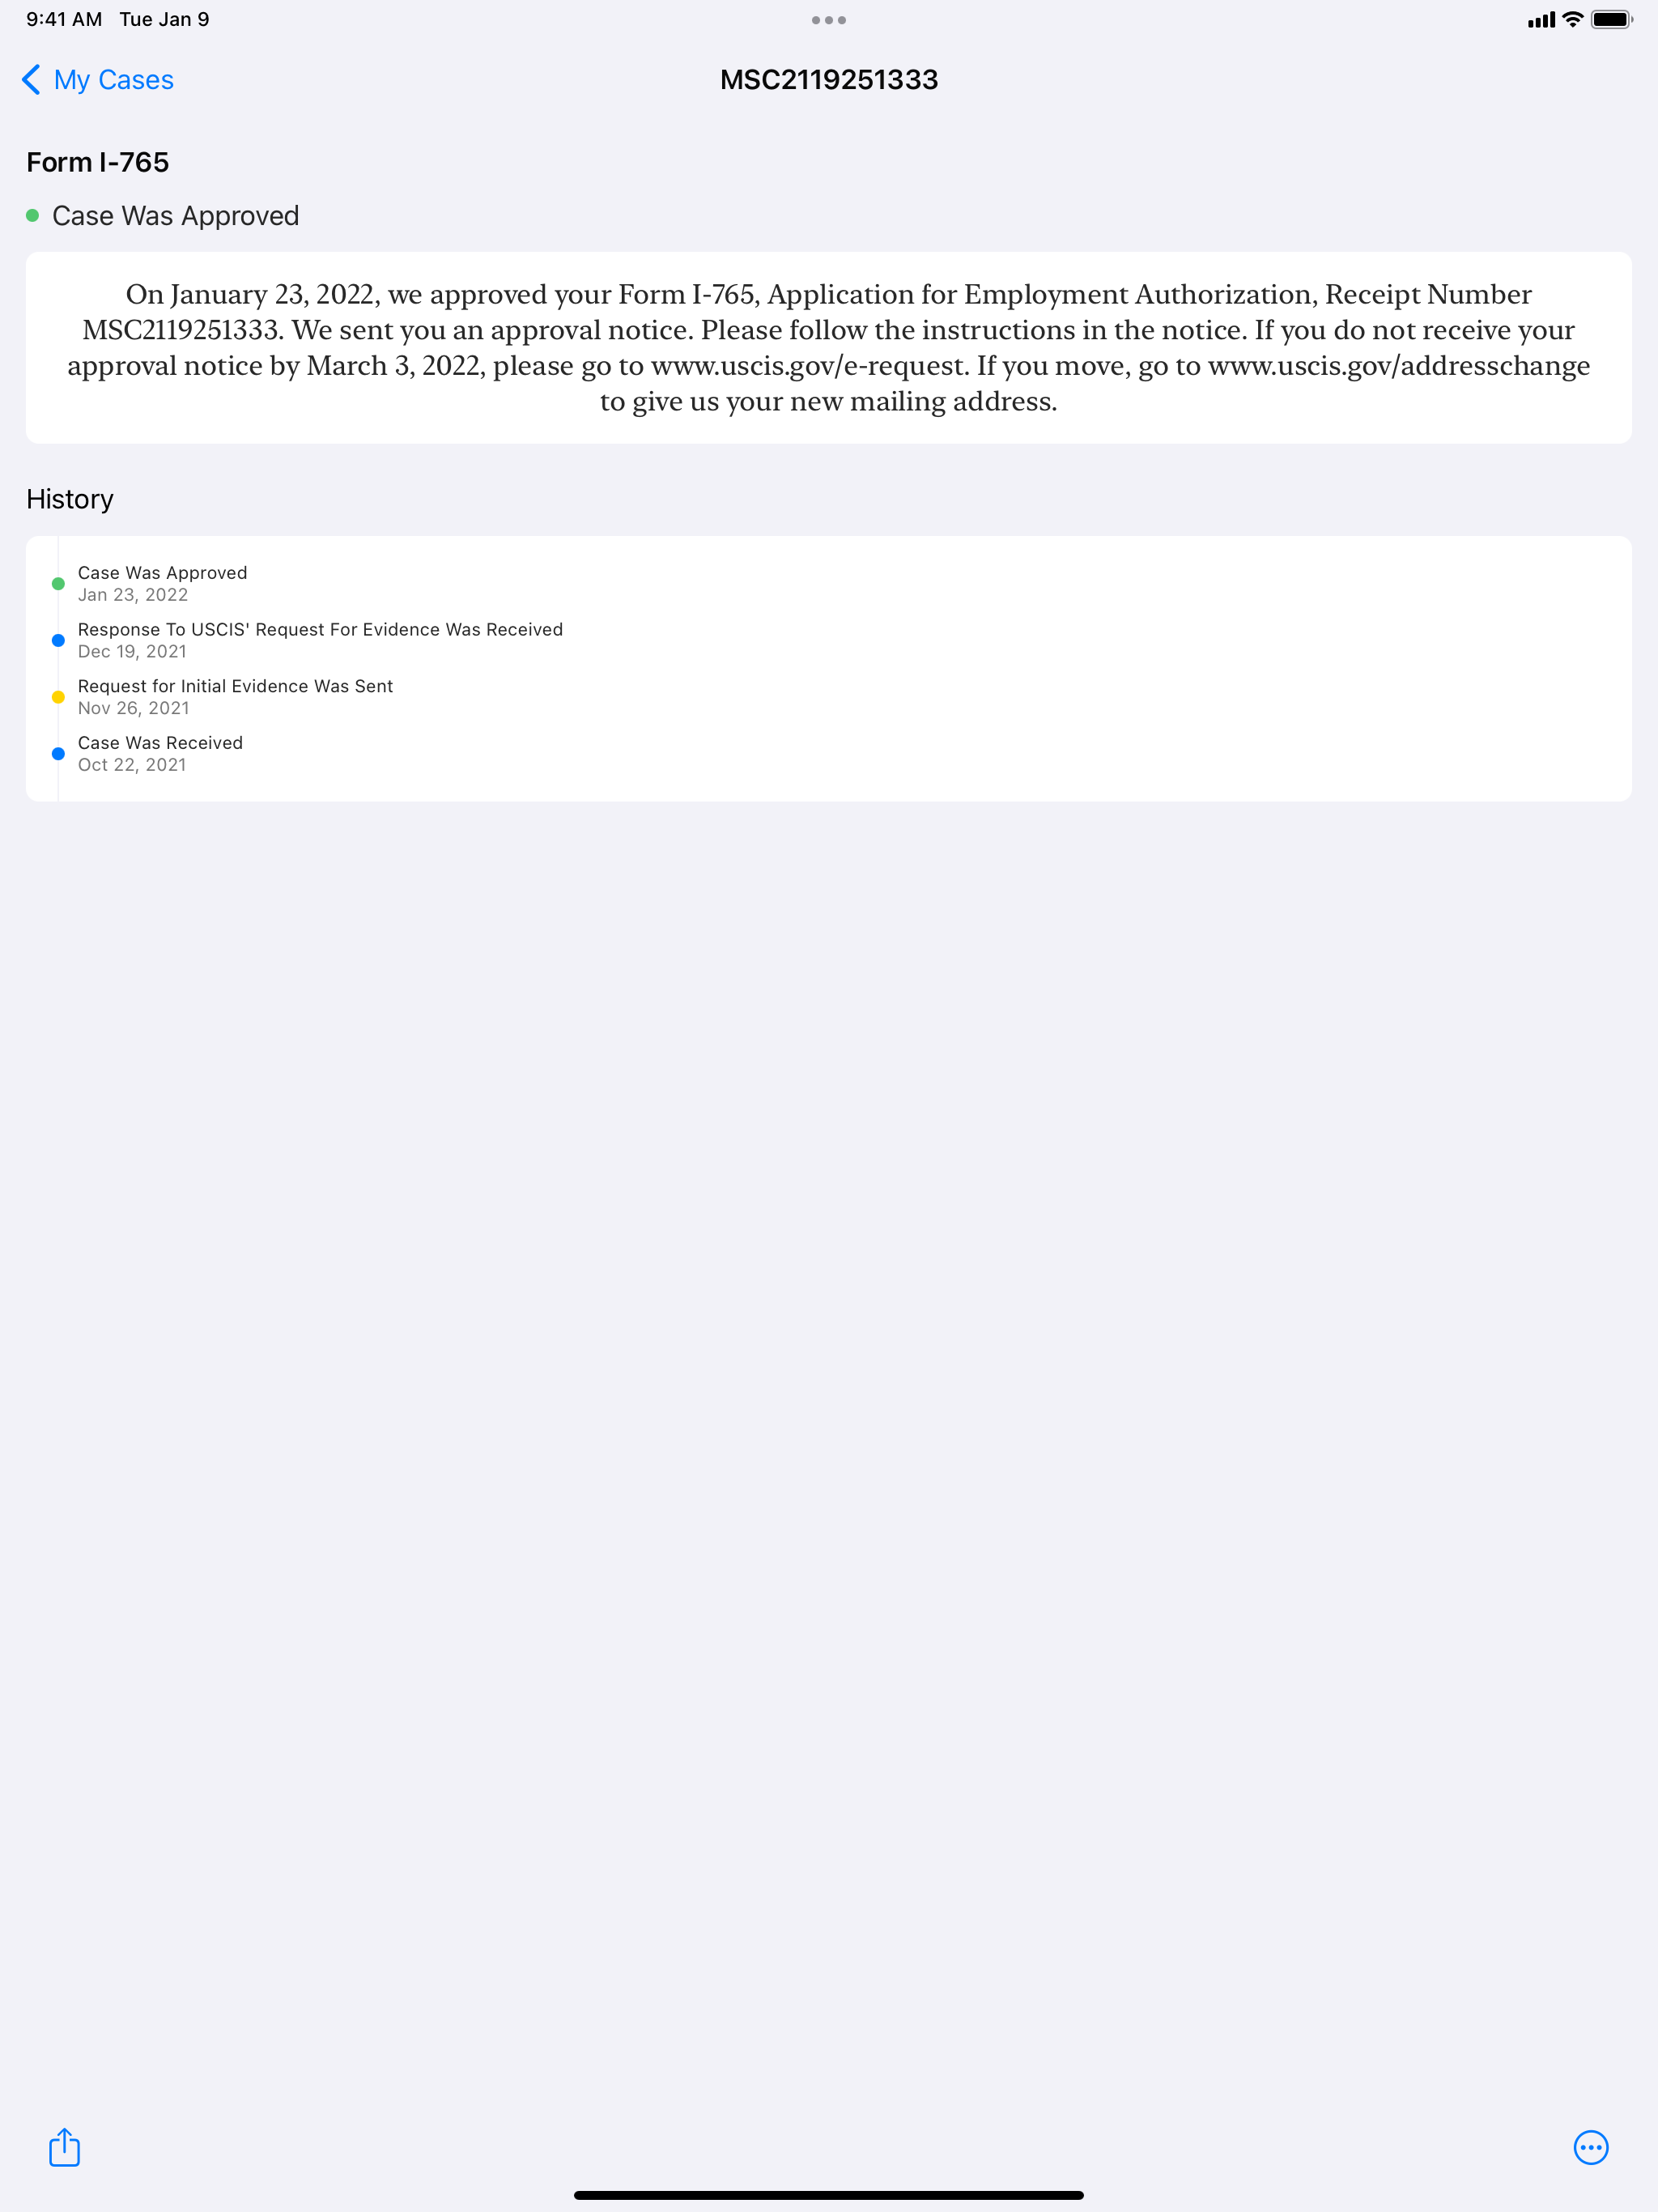 9:41 AM Tue Jan 9
My Cases
MSC2119251333
Form I-765
Case Was Approved
On January 23, 2022, we approved your Form I-765, Application for Employment Authorization, Receipt Number
MSC2119251333. We sent you an approval notice. Please follow the instructions in the notice. If you do not receive your
approval notice by March 3, 2022, please go to www.uscis.gov/e-request. If you move, go to www.uscis.gov/addresschange
to give us your new mailing address.
History
Case Was Approved
Jan 23, 2022
Response To USCIS' Request For Evidence Was Received
Dec 19, 2021
Request for Initial Evidence Was Sent
Nov 26, 2021
Case Was Received
Oct 22, 2021